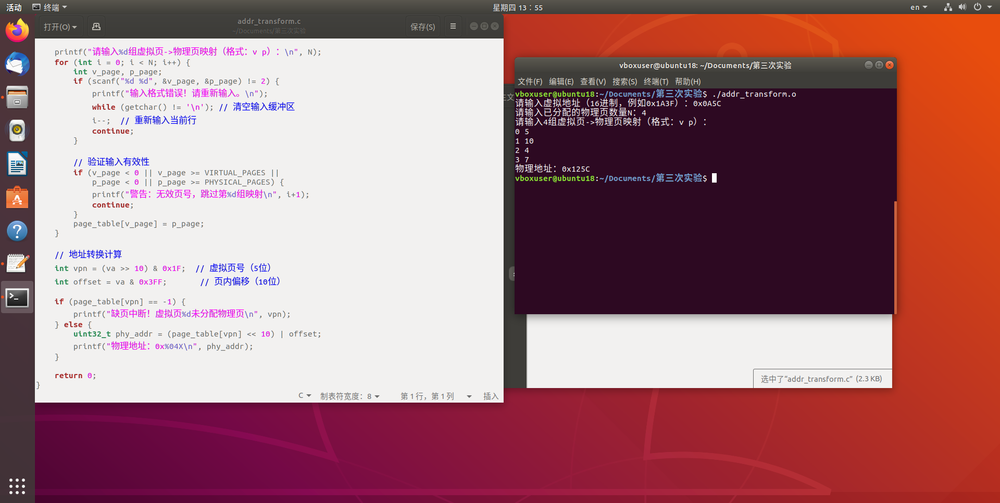 活动 终端 星期四 13：55 en
打开(O) addr_transform.c 保存(S)
~/Documents/第三次实验
printf("请输入%d组虚拟页->物理页映射（格式：v p）：\n", N);
for (int i = 0; i < N; i++) {
int v_page, p_page;
if (scanf("%d %d", &v_page, &p_page) != 2) {
printf("输入格式错误！请重新输入。\n");
while (getchar() != '\n'); // 清空输入缓冲区
i--; // 重新输入当前行
continue;
}
// 验证输入有效性
if (v_page < 0 || v_page >= VIRTUAL_PAGES ||
p_page < 0 || p_page >= PHYSICAL_PAGES) {
printf("警告：无效页号，跳过第%d组映射\n", i+1);
continue;
}
page_table[v_page] = p_page;
}
// 地址转换计算
int vpn = (va >> 10) & 0x1F; // 虚拟页号（5位）
int offset = va & 0x3FF; // 页内偏移（10位）
if (page_table[vpn] == -1) {
printf("缺页中断！虚拟页%d未分配物理页\n", vpn);
} else {
uint32_t phy_addr = (page_table[vpn] << 10) | offset;
printf("物理地址：0x%04X\n", phy_addr);
}
return 0;
}
C 制表符宽度：8 第 1 行，第 1 列 插入
vboxuser@ubuntu18: ~/Documents/第三次实验
文件(F) 编辑(E) 查看(V) 搜索(S) 终端(T) 帮助(H)
vboxuser@ubuntu18:~/Documents/第三次实验$ ./addr_transform.o
请输入虚拟地址（16进制，例如0x1A3F）：0x0A5C
请输入已分配的物理页数量N：4
请输入4组虚拟页->物理页映射（格式：v p）：
0 5
1 10
2 4
3 7
物理地址：0x125C
vboxuser@ubuntu18:~/Documents/第三次实验$
选中了“addr_transform.c” (2.3 KB)